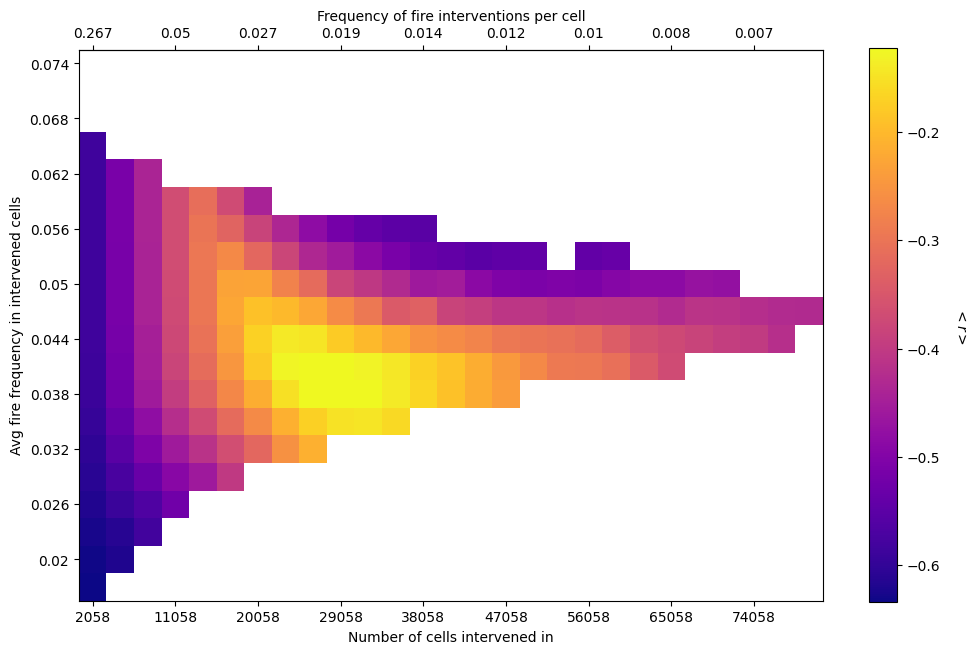 Frequency of fire interventions per cell
0.267 0.05 0.027 0.019 0.014 0.012 0.01 0.008 0.007
Avg fire frequency in intervened cells
0.074
0.068
0.062
0.056
0.05
0.044
0.038
0.032
0.026
0.02
2058 11058 20058 29058 38058 47058 56058 65058 74058
Number of cells intervened in
−0.2
−0.3
−0.4
−0.5
−0.6
< r >